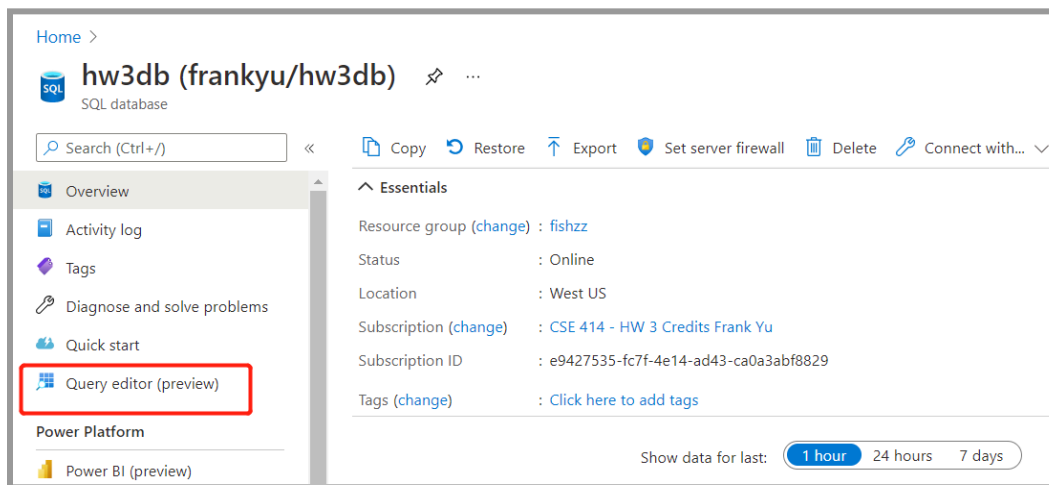 Home >
hw3db (frankyu/hw3db) ...
SQL
SQL database
Search (Ctrl+/) «
Copy Restore Export Set server firewall Delete Connect with...
Overview
Activity log
Tags
Diagnose and solve problems
Quick start
Query editor (preview)
Power Platform
Power BI (preview)
Essentials
Resource group (change) : fishzz
Status : Online
Location : West US
Subscription (change) : CSE 414 - HW 3 Credits Frank Yu
Subscription ID : e9427535-fc7f-4e14-ad43-ca0a3abf8829
Tags (change) : Click here to add tags
Show data for last: 1 hour 24 hours 7 days